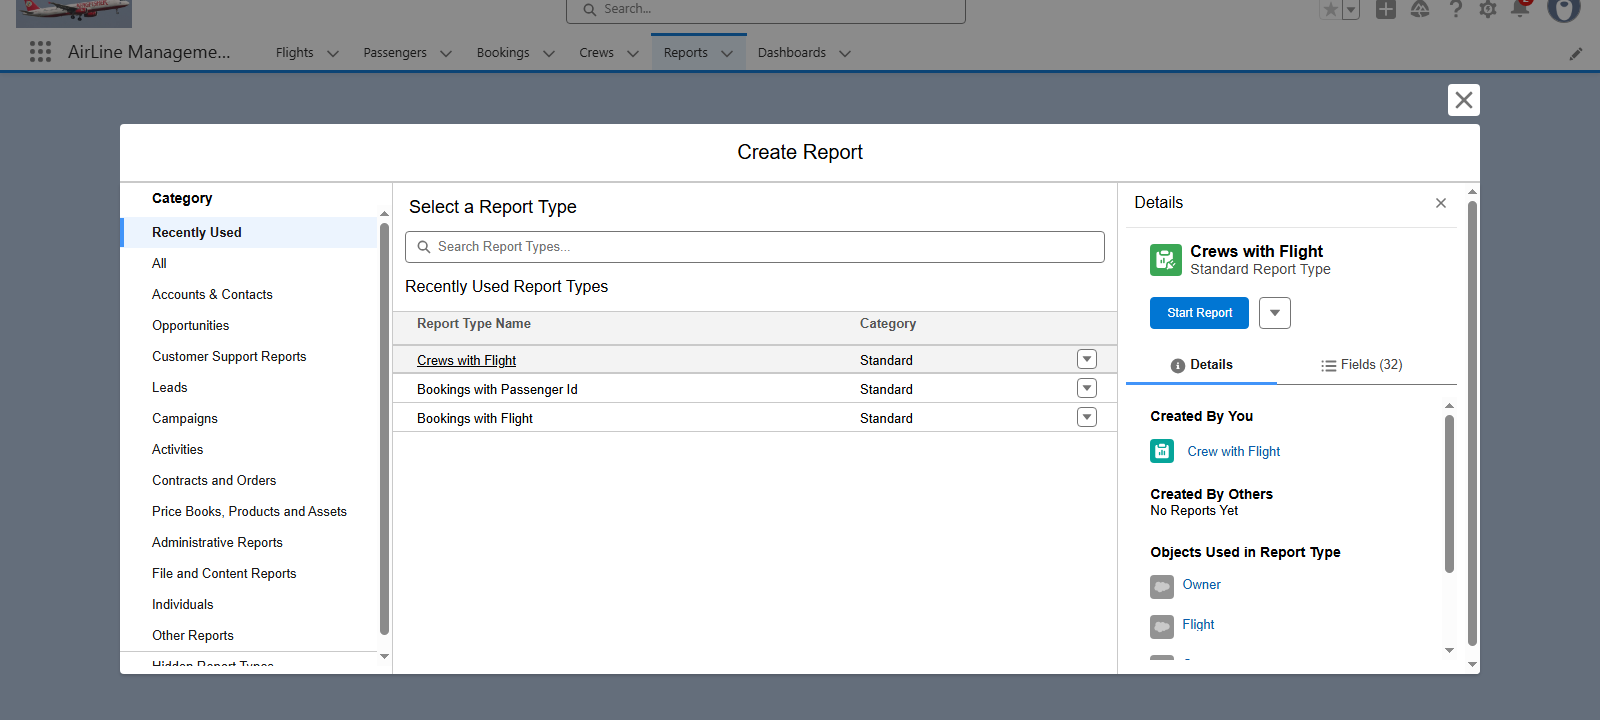 Search...
AirLine Manageme...
Flights
Passengers
Bookings
Crews
Reports
Dashboards
Create Report
Category
Recently Used
All
Accounts & Contacts
Opportunities
Customer Support Reports
Leads
Campaigns
Activities
Contracts and Orders
Price Books, Products and Assets
Administrative Reports
File and Content Reports
Individuals
Other Reports
Hidden Report Types
Select a Report Type
Search Report Types...
Recently Used Report Types
Report Type Name Category
Crews with Flight Standard
Bookings with Passenger Id Standard
Bookings with Flight Standard
Details
Crews with Flight
Standard Report Type
Start Report
Details
Fields (32)
Created By You
Crew with Flight
Created By Others
No Reports Yet
Objects Used in Report Type
Owner
Flight